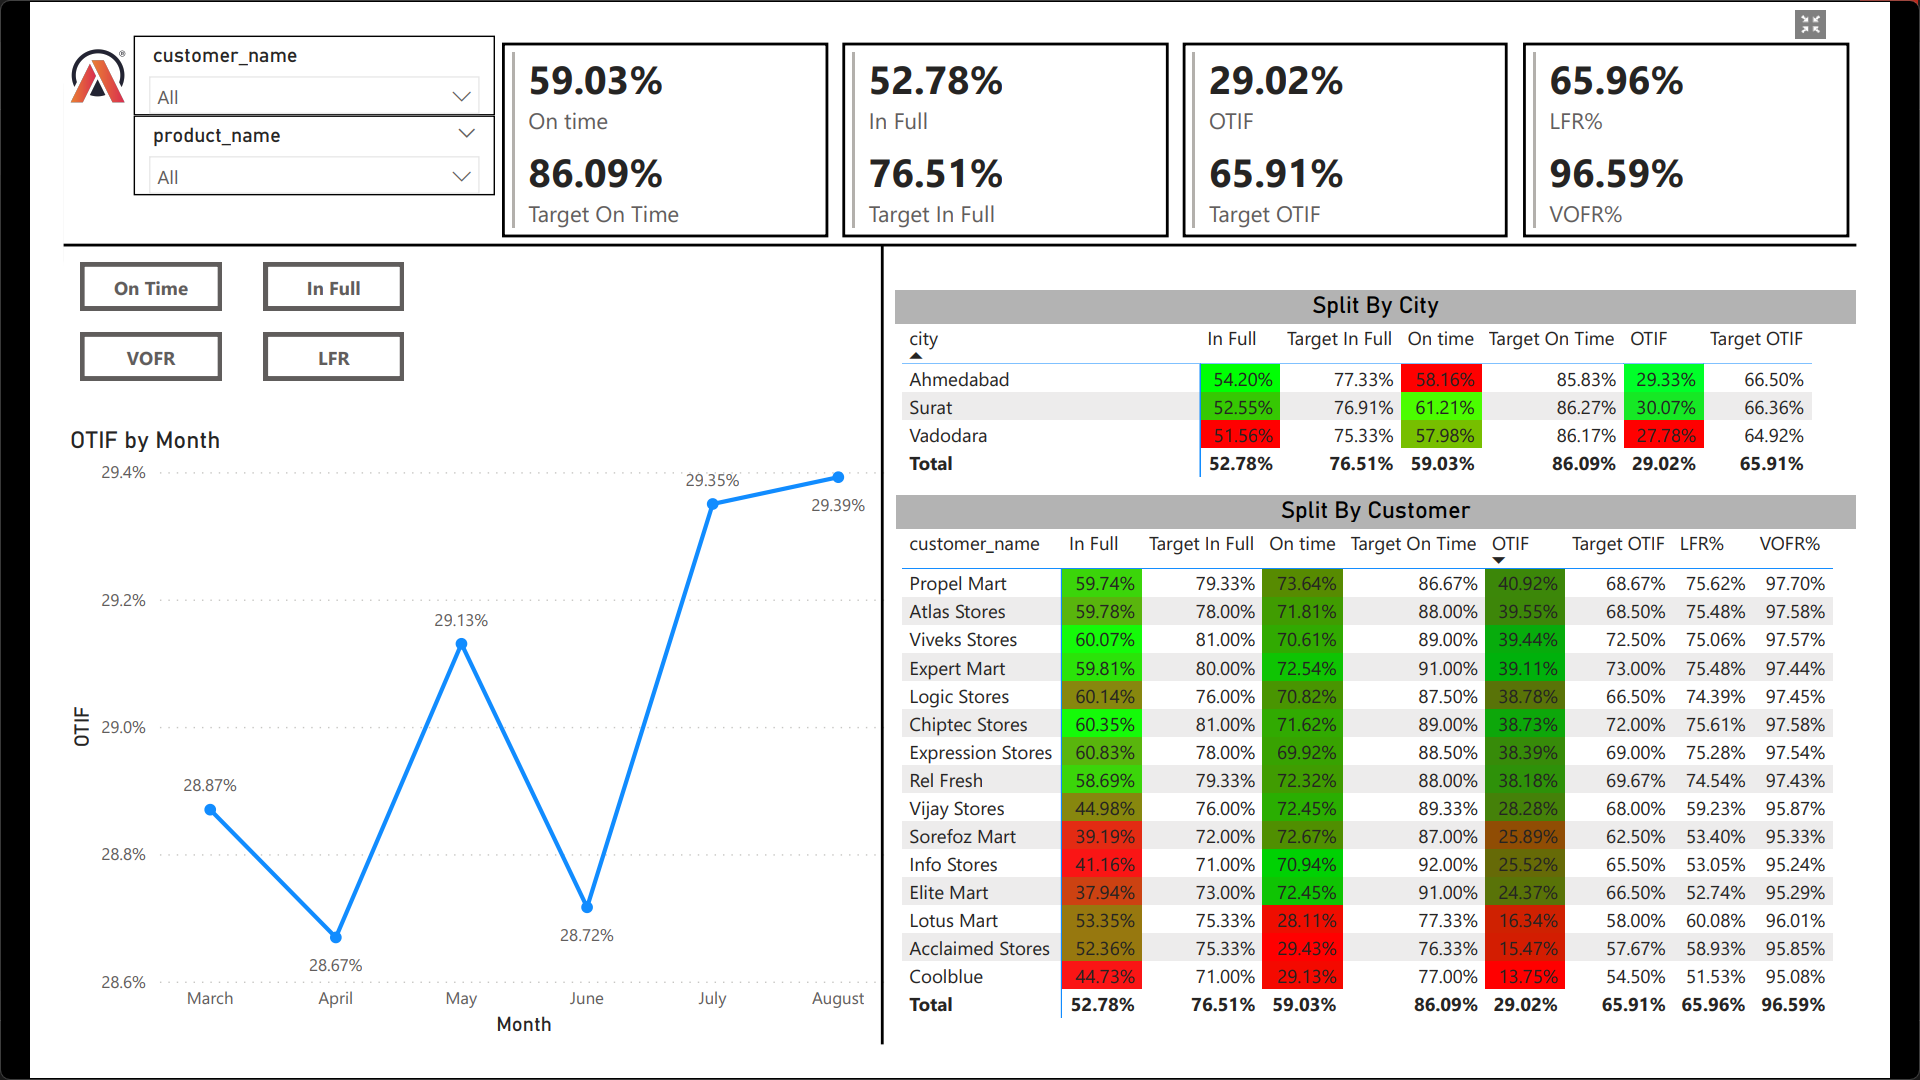 customer_name
All
product_name
All
59.03%
On time
86.09%
Target On Time
52.78%
In Full
76.51%
Target In Full
29.02%
OTIF
65.91%
Target OTIF
65.96%
LFR%
96.59%
VOFR%
On Time
In Full
VOFR
LFR
OTIF by Month
29.4%
29.2%
29.0%
28.8%
28.6%
OTIF
28.87%
28.67%
29.13%
28.72%
29.35%
29.39%
March April May June July August
Month
Split By City
city In Full Target In Full On time Target On Time OTIF Target OTIF
Ahmedabad 54.20% 77.33% 58.16% 85.83% 29.33% 66.50%
Surat 52.55% 76.91% 61.21% 86.27% 30.07% 66.36%
Vadodara 51.56% 75.33% 57.98% 86.17% 27.78% 64.92%
Total 52.78% 76.51% 59.03% 86.09% 29.02% 65.91%
Split By Customer
customer_name In Full Target In Full On time Target On Time OTIF Target OTIF LFR% VOFR%
Propel Mart 59.74% 79.33% 73.64% 86.67% 40.92% 68.67% 75.62% 97.70%
Atlas Stores 59.78% 78.00% 71.81% 88.00% 39.55% 68.50% 75.48% 97.58%
Viveks Stores 60.07% 81.00% 70.61% 89.00% 39.44% 72.50% 75.06% 97.57%
Expert Mart 59.81% 80.00% 72.54% 91.00% 39.11% 73.00% 75.48% 97.44%
Logic Stores 60.14% 76.00% 70.82% 87.50% 38.78% 66.50% 74.39% 97.45%
Chiptec Stores 60.35% 81.00% 71.62% 89.00% 38.73% 72.00% 75.61% 97.58%
Expression Stores 60.83% 78.00% 69.92% 88.50% 38.39% 69.00% 75.28% 97.54%
Rel Fresh 58.69% 79.33% 72.32% 88.00% 38.18% 69.67% 74.54% 97.43%
Vijay Stores 44.98% 76.00% 72.45% 89.33% 28.28% 68.00% 59.23% 95.87%
Sorefoz Mart 39.19% 72.00% 72.67% 87.00% 25.89% 62.50% 53.40% 95.33%
Info Stores 41.16% 71.00% 70.94% 92.00% 25.52% 65.50% 53.05% 95.24%
Elite Mart 37.94% 73.00% 72.45% 91.00% 24.37% 66.50% 52.74% 95.29%
Lotus Mart 53.35% 75.33% 28.11% 77.33% 16.34% 58.00% 60.08% 96.01%
Acclaimed Stores 52.36% 75.33% 29.43% 76.33% 15.47% 57.67% 58.93% 95.85%
Coolblue 44.73% 71.00% 29.13% 77.00% 13.75% 54.50% 51.53% 95.08%
Total 52.78% 76.51% 59.03% 86.09% 29.02% 65.91% 65.96% 96.59%